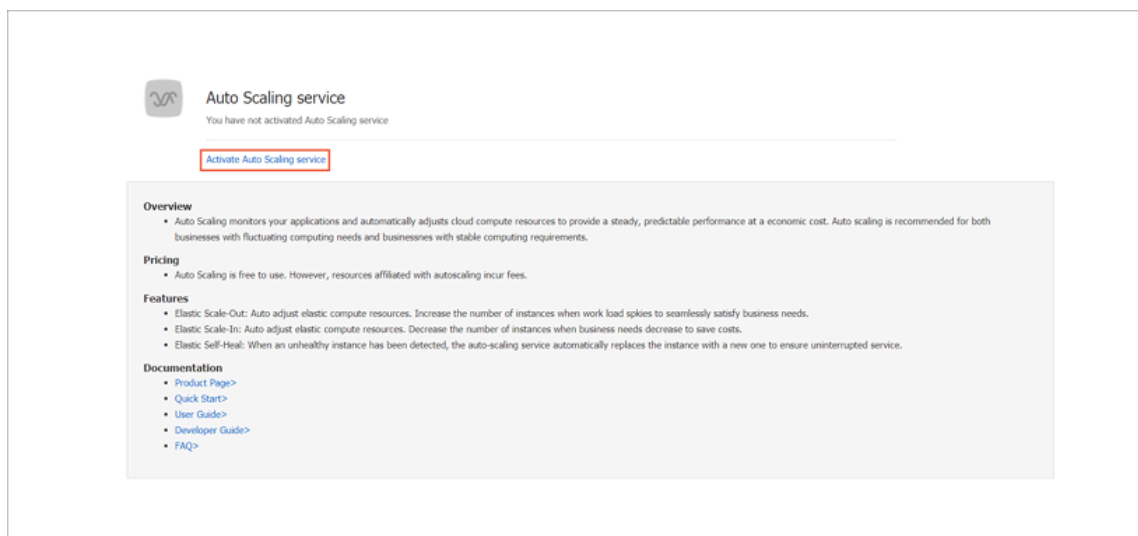 Auto Scaling service
You have not activated Auto Scaling service
Activate Auto Scaling service
Overview
• Auto Scaling monitors your applications and automatically adjusts cloud compute resources to provide a steady, predictable performance at a economic cost. Auto scaling is recommended for both
businesses with fluctuating computing needs and businessnes with stable computing requirements.
Pricing
• Auto Scaling is free to use. However, resources affiliated with autoscaling incur fees.
Features
• Elastic Scale-Out: Auto adjust elastic compute resources. Increase the number of instances when work load spkies to seamlessly satisfy business needs.
• Elastic Scale-In: Auto adjust elastic compute resources. Decrease the number of instances when business needs decrease to save costs.
• Elastic Self-Heal: When an unhealthy instance has been detected, the auto-scaling service automatically replaces the instance with a new one to ensure uninterrupted service.
Documentation
• Product Page>
• Quick Start>
• User Guide>
• Developer Guide>
• FAQ>